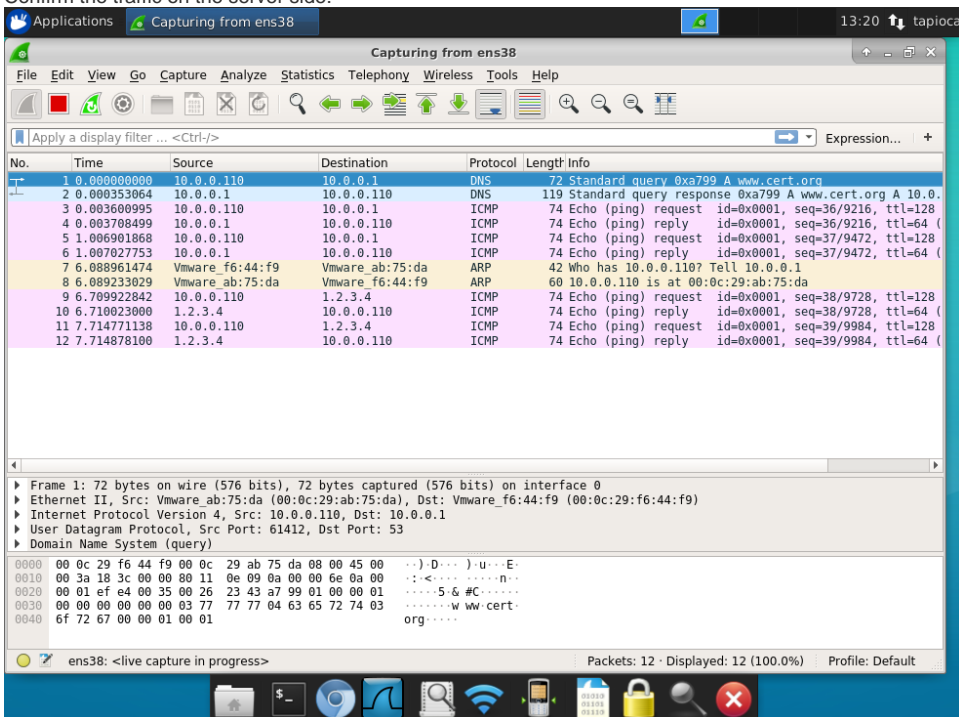 Confirm the traffic on the server side.
Applications Capturing from ens38 13:20 tapioca
Capturing from ens38
File Edit View Go Capture Analyze Statistics Telephony Wireless Tools Help
Apply a display filter ... <Ctrl-/> Expression... +
No. Time Source Destination Protocol Length Info
1 0.000000000 10.0.0.110 10.0.0.1 DNS 72 Standard query 0xa799 A www.cert.org
2 0.000353064 10.0.0.1 10.0.0.110 DNS 119 Standard query response 0xa799 A www.cert.org A 10.0.
3 0.003600995 10.0.0.110 10.0.0.1 ICMP 74 Echo (ping) request id=0x0001, seq=36/9216, ttl=128
4 0.003708499 10.0.0.1 10.0.0.110 ICMP 74 Echo (ping) reply id=0x0001, seq=36/9216, ttl=64 (
5 1.006901868 10.0.0.110 10.0.0.1 ICMP 74 Echo (ping) request id=0x0001, seq=37/9472, ttl=128
6 1.007027753 10.0.0.1 10.0.0.110 ICMP 74 Echo (ping) reply id=0x0001, seq=37/9472, ttl=64 (
7 6.088961474 Vmware_f6:44:f9 Vmware_ab:75:da ARP 42 Who has 10.0.0.110? Tell 10.0.0.1
8 6.089233029 Vmware_ab:75:da Vmware_f6:44:f9 ARP 60 10.0.0.110 is at 00:0c:29:ab:75:da
9 6.709922842 10.0.0.110 1.2.3.4 ICMP 74 Echo (ping) request id=0x0001, seq=38/9728, ttl=128
10 6.710023000 1.2.3.4 10.0.0.110 ICMP 74 Echo (ping) reply id=0x0001, seq=38/9728, ttl=64 (
11 7.714771138 10.0.0.110 1.2.3.4 ICMP 74 Echo (ping) request id=0x0001, seq=39/9984, ttl=128
12 7.714878100 1.2.3.4 10.0.0.110 ICMP 74 Echo (ping) reply id=0x0001, seq=39/9984, ttl=64 (
Frame 1: 72 bytes on wire (576 bits), 72 bytes captured (576 bits) on interface 0
Ethernet II, Src: Vmware_ab:75:da (00:0c:29:ab:75:da), Dst: Vmware_f6:44:f9 (00:0c:29:f6:44:f9)
Internet Protocol Version 4, Src: 10.0.0.110, Dst: 10.0.0.1
User Datagram Protocol, Src Port: 61412, Dst Port: 53
Domain Name System (query)
0000 00 0c 29 f6 44 f9 00 0c 29 ab 75 da 08 00 45 00 ··)·D··· )·u···E·
0010 00 3a 18 3c 00 00 80 11 0e 09 0a 00 00 6e 0a 00 ·:·<···· ·····n··
0020 00 01 ef e4 00 35 00 26 23 43 a7 99 01 00 00 01 ·····5·& #C······
0030 00 00 00 00 00 00 03 77 77 77 04 63 65 72 74 03 ·······w ww·cert·
0040 6f 72 67 00 00 01 00 01 org·····
ens38: <live capture in progress> Packets: 12 · Displayed: 12 (100.0%) Profile: Default